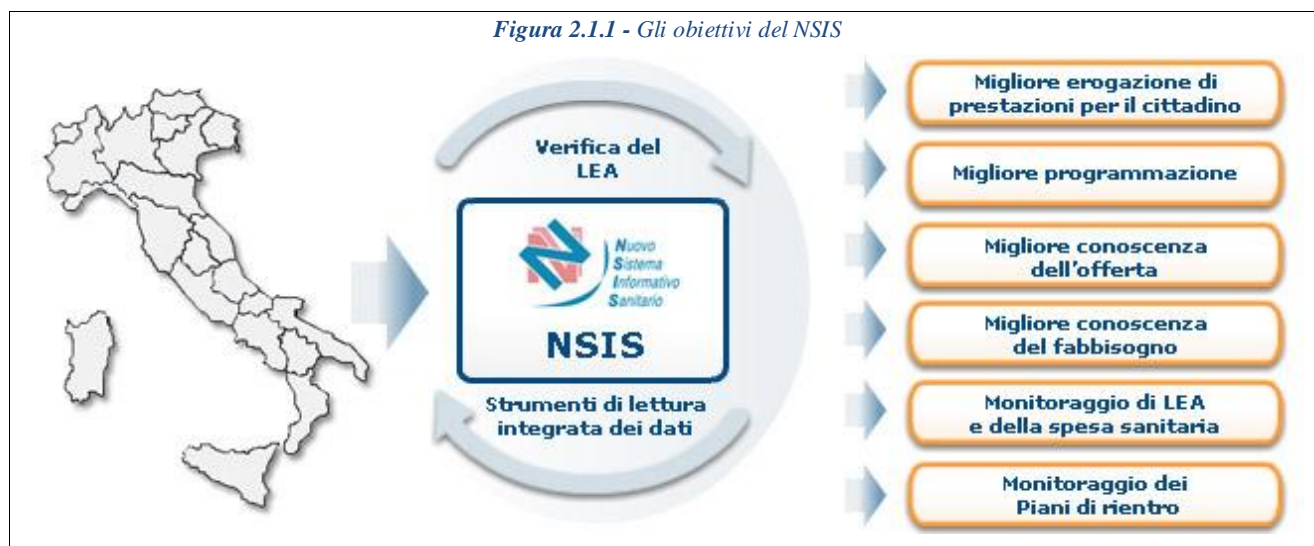 Figura 2.1.1 - Gli obiettivi del NSIS
Verifica del
LEA
Nuovo
Sistema
Informativo
Sanitario
NSIS
Strumenti di lettura
integrata dei dati
Migliore erogazione di
prestazioni per il cittadino
Migliore programmazione
Migliore conoscenza
dell'offerta
Migliore conoscenza
del fabbisogno
Monitoraggio di LEA
e della spesa sanitaria
Monitoraggio dei
Piani di rientro